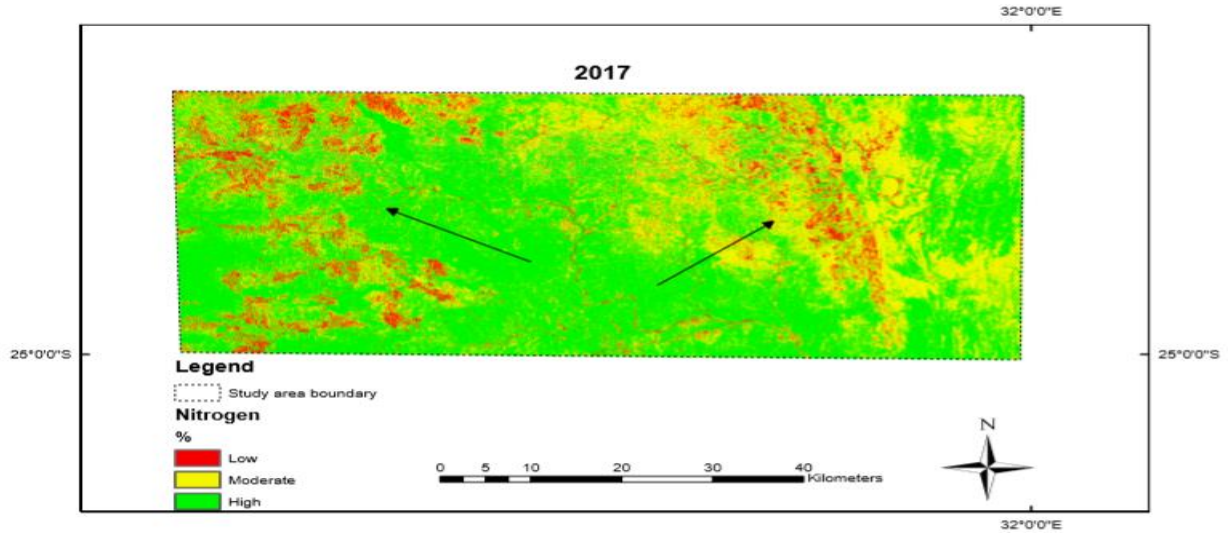 32°0'0"E
2017
25°0'0"S
25°0'0"S
Legend
Study area boundary
Nitrogen
%
Low
Moderate
High
N
0 5 10 20 30 40
Kilometers
32°0'0"E